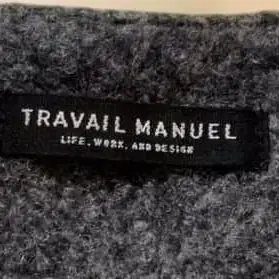 TRAVAIL MANUEL
LIFE, WORK, AND DESIGN